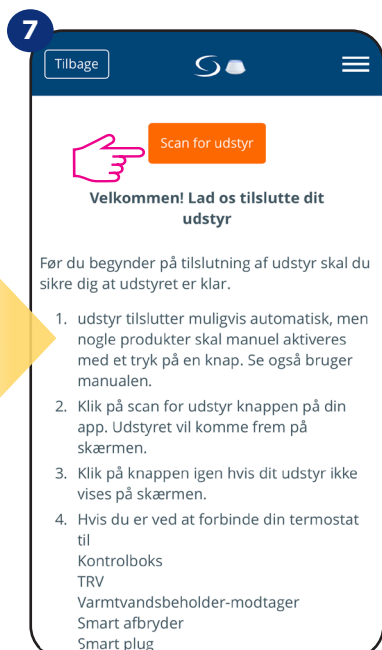 7
Tilbage
Scan for udstyr
Velkommen! Lad os tilslutte dit
udstyr
Før du begynder på tilslutning af udstyr skal du
sikre dig at udstyret er klar.
1. udstyr tilslutter muligvis automatisk, men
nogle produkter skal manuel aktiveres
med et tryk på en knap. Se også bruger
manualen.
2. Klik på scan for udstyr knappen på din
app. Udstyret vil komme frem på
skærmen.
3. Klik på knappen igen hvis dit udstyr ikke
vises på skærmen.
4. Hvis du er ved at forbinde din termostat
til
Kontrolboks
TRV
Varmtvandsbeholder-modtager
Smart afbryder
Smart plug